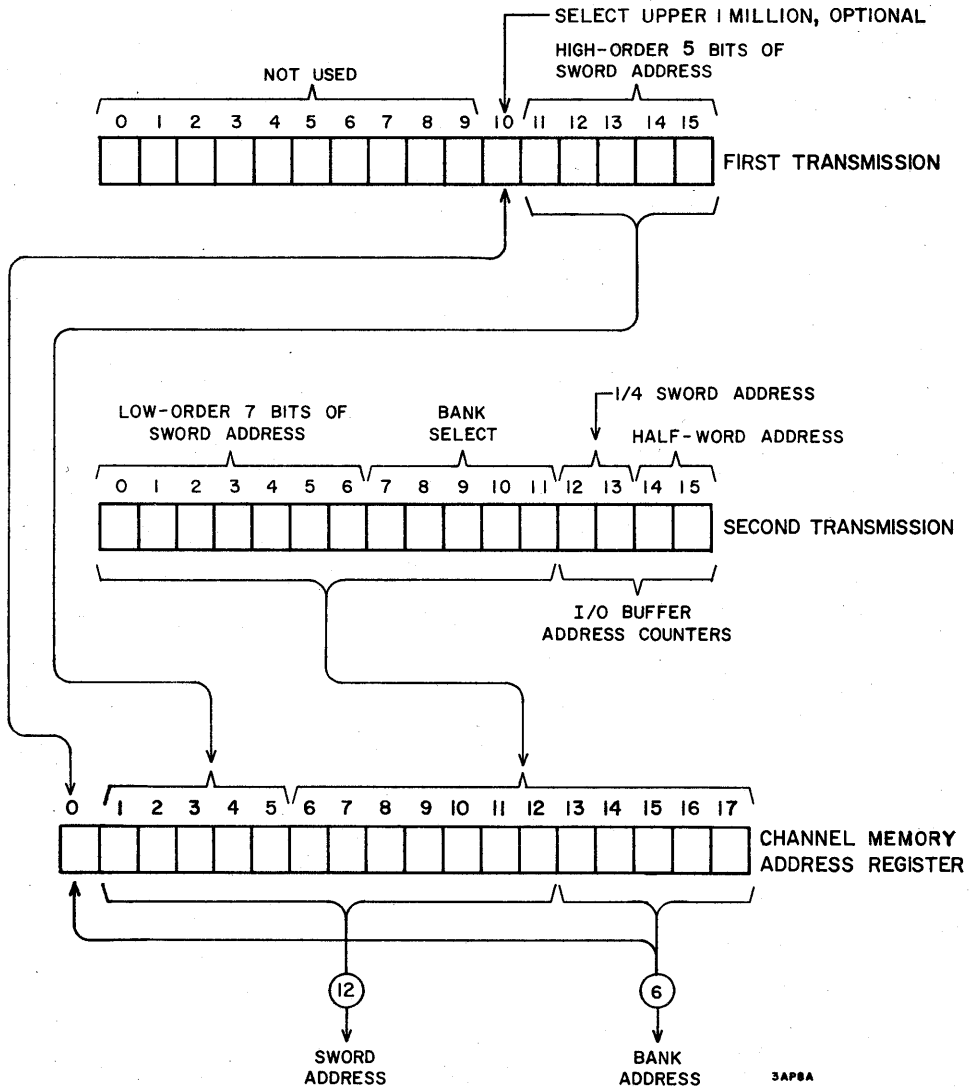 SELECT UPPER 1 MILLION, OPTIONAL
HIGH-ORDER 5 BITS OF
SWORD ADDRESS
NOT USED
0 1 2 3 4 5 6 7 8 9 10 11 12 13 14 15
FIRST TRANSMISSION
1/4 SWORD ADDRESS
LOW-ORDER 7 BITS OF
SWORD ADDRESS
BANK
SELECT
HALF-WORD ADDRESS
0 1 2 3 4 5 6 7 8 9 10 11 12 13 14 15
SECOND TRANSMISSION
I/O BUFFER
ADDRESS COUNTERS
0 1 2 3 4 5 6 7 8 9 10 11 12 13 14 15 16 17
CHANNEL MEMORY
ADDRESS REGISTER
12
6
SWORD
ADDRESS
BANK
ADDRESS
3AP8A